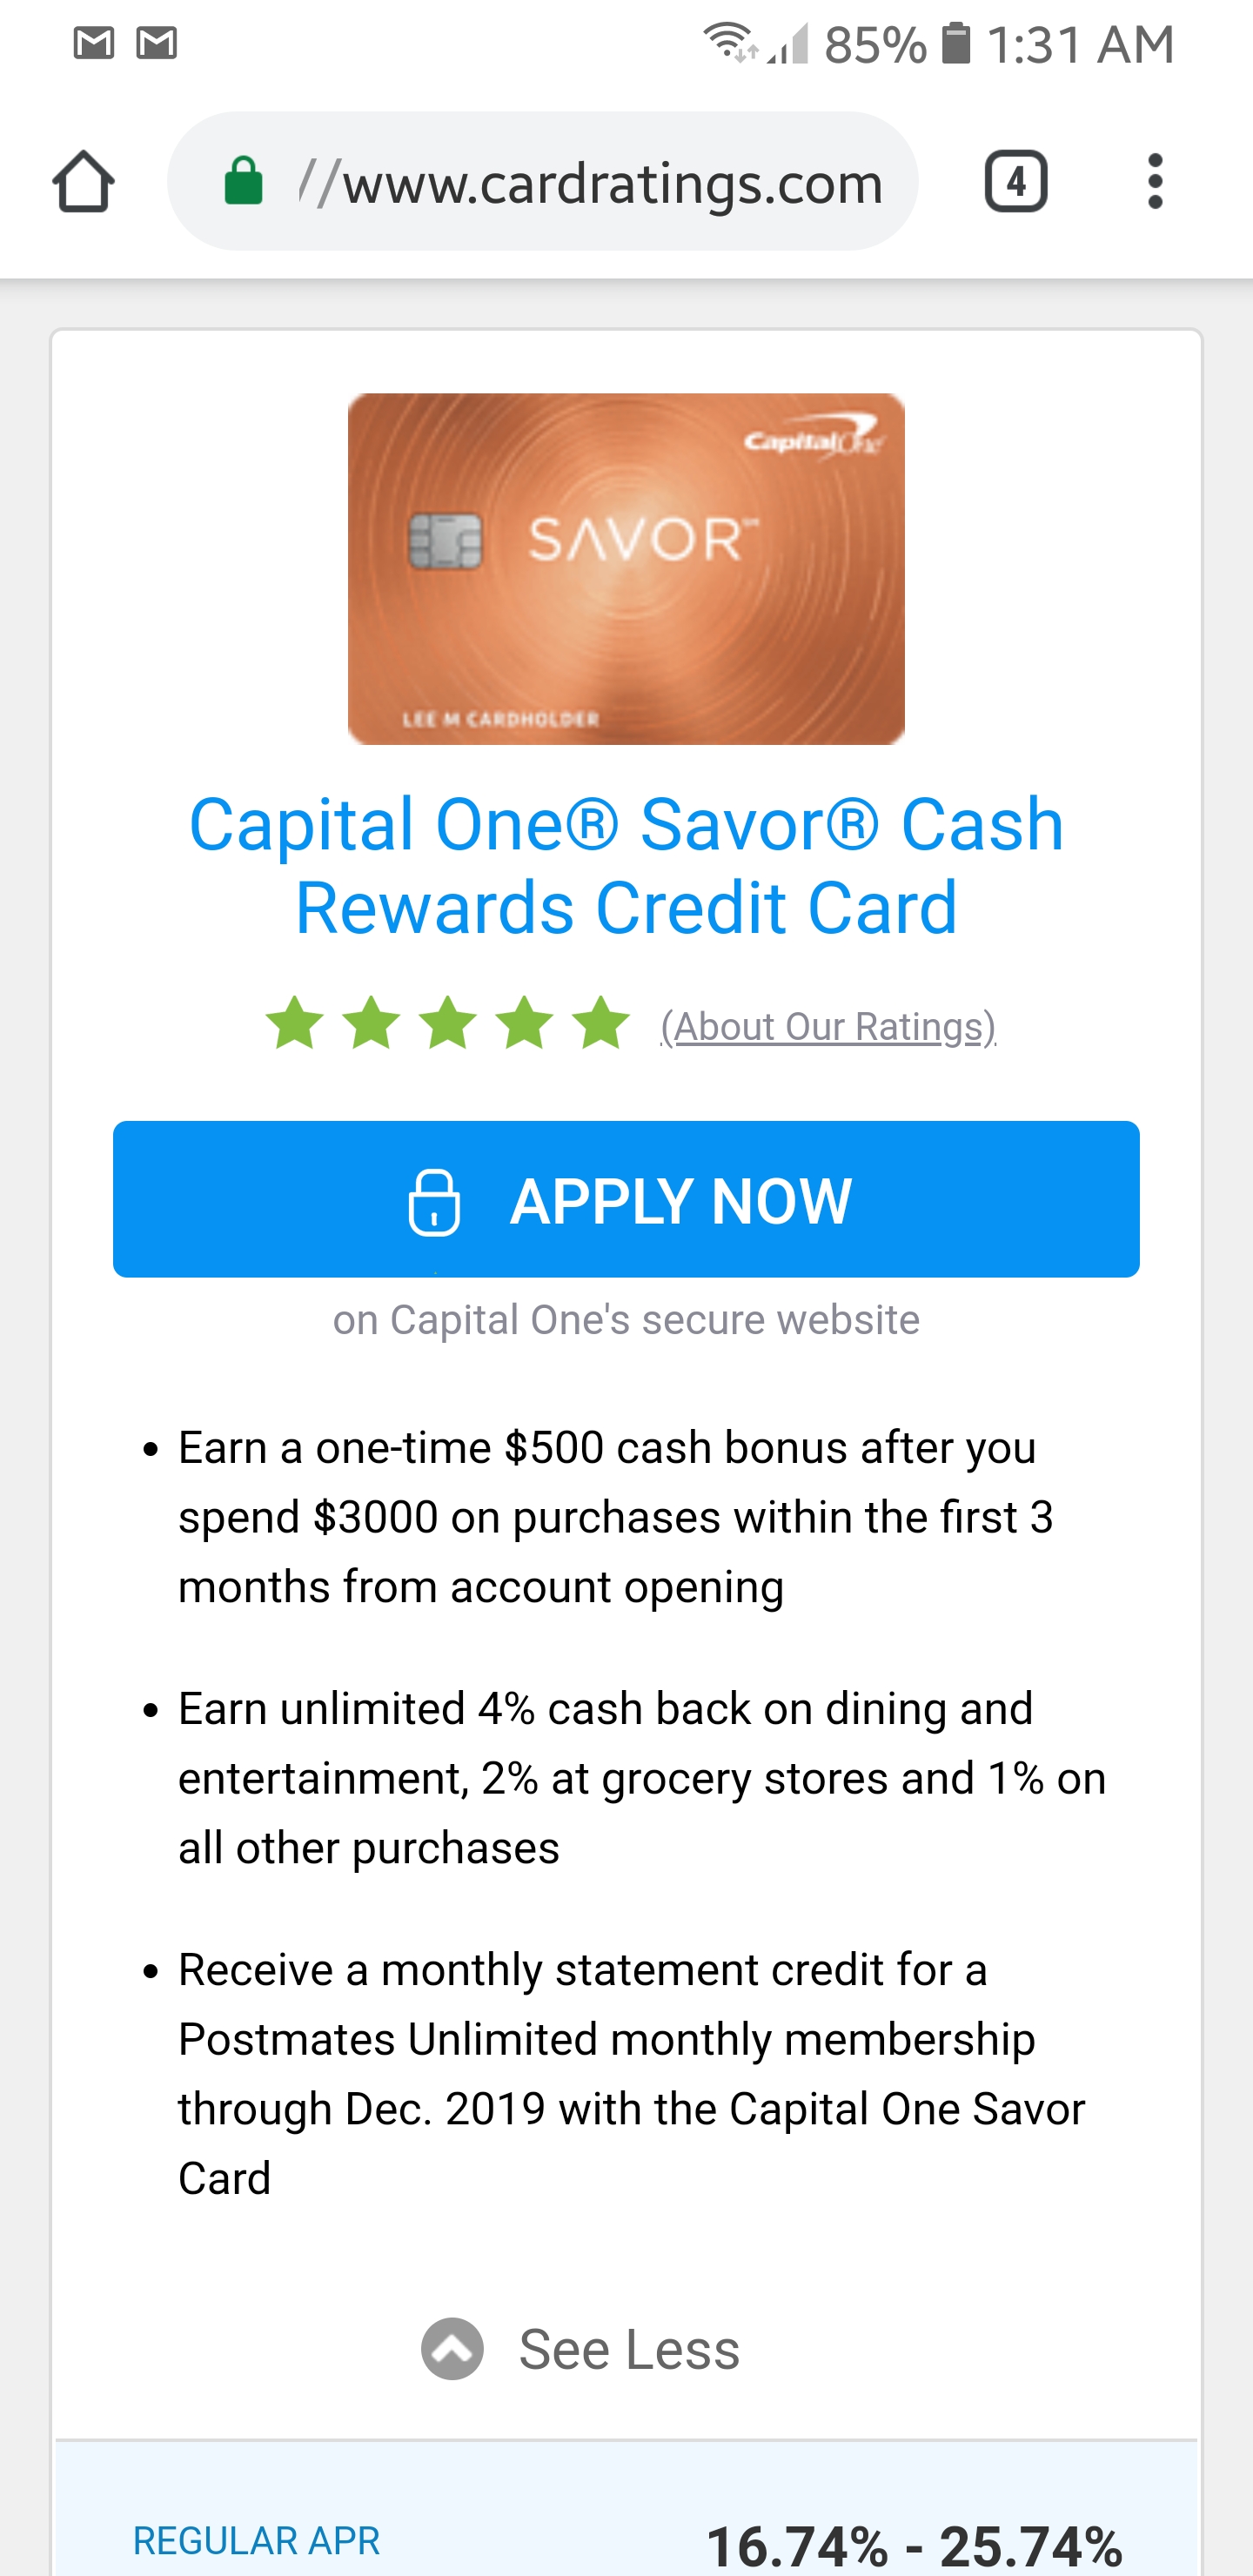 85% 1:31 AM
//www.cardratings.com
4
Capital One
SAVOR℠
LEE M CARDHOLDER
Capital One® Savor® Cash
Rewards Credit Card
(About Our Ratings)
APPLY NOW
on Capital One's secure website
• Earn a one-time $500 cash bonus after you
spend $3000 on purchases within the first 3
months from account opening
• Earn unlimited 4% cash back on dining and
entertainment, 2% at grocery stores and 1% on
all other purchases
• Receive a monthly statement credit for a
Postmates Unlimited monthly membership
through Dec. 2019 with the Capital One Savor
Card
See Less
REGULAR APR 16.74% - 25.74%